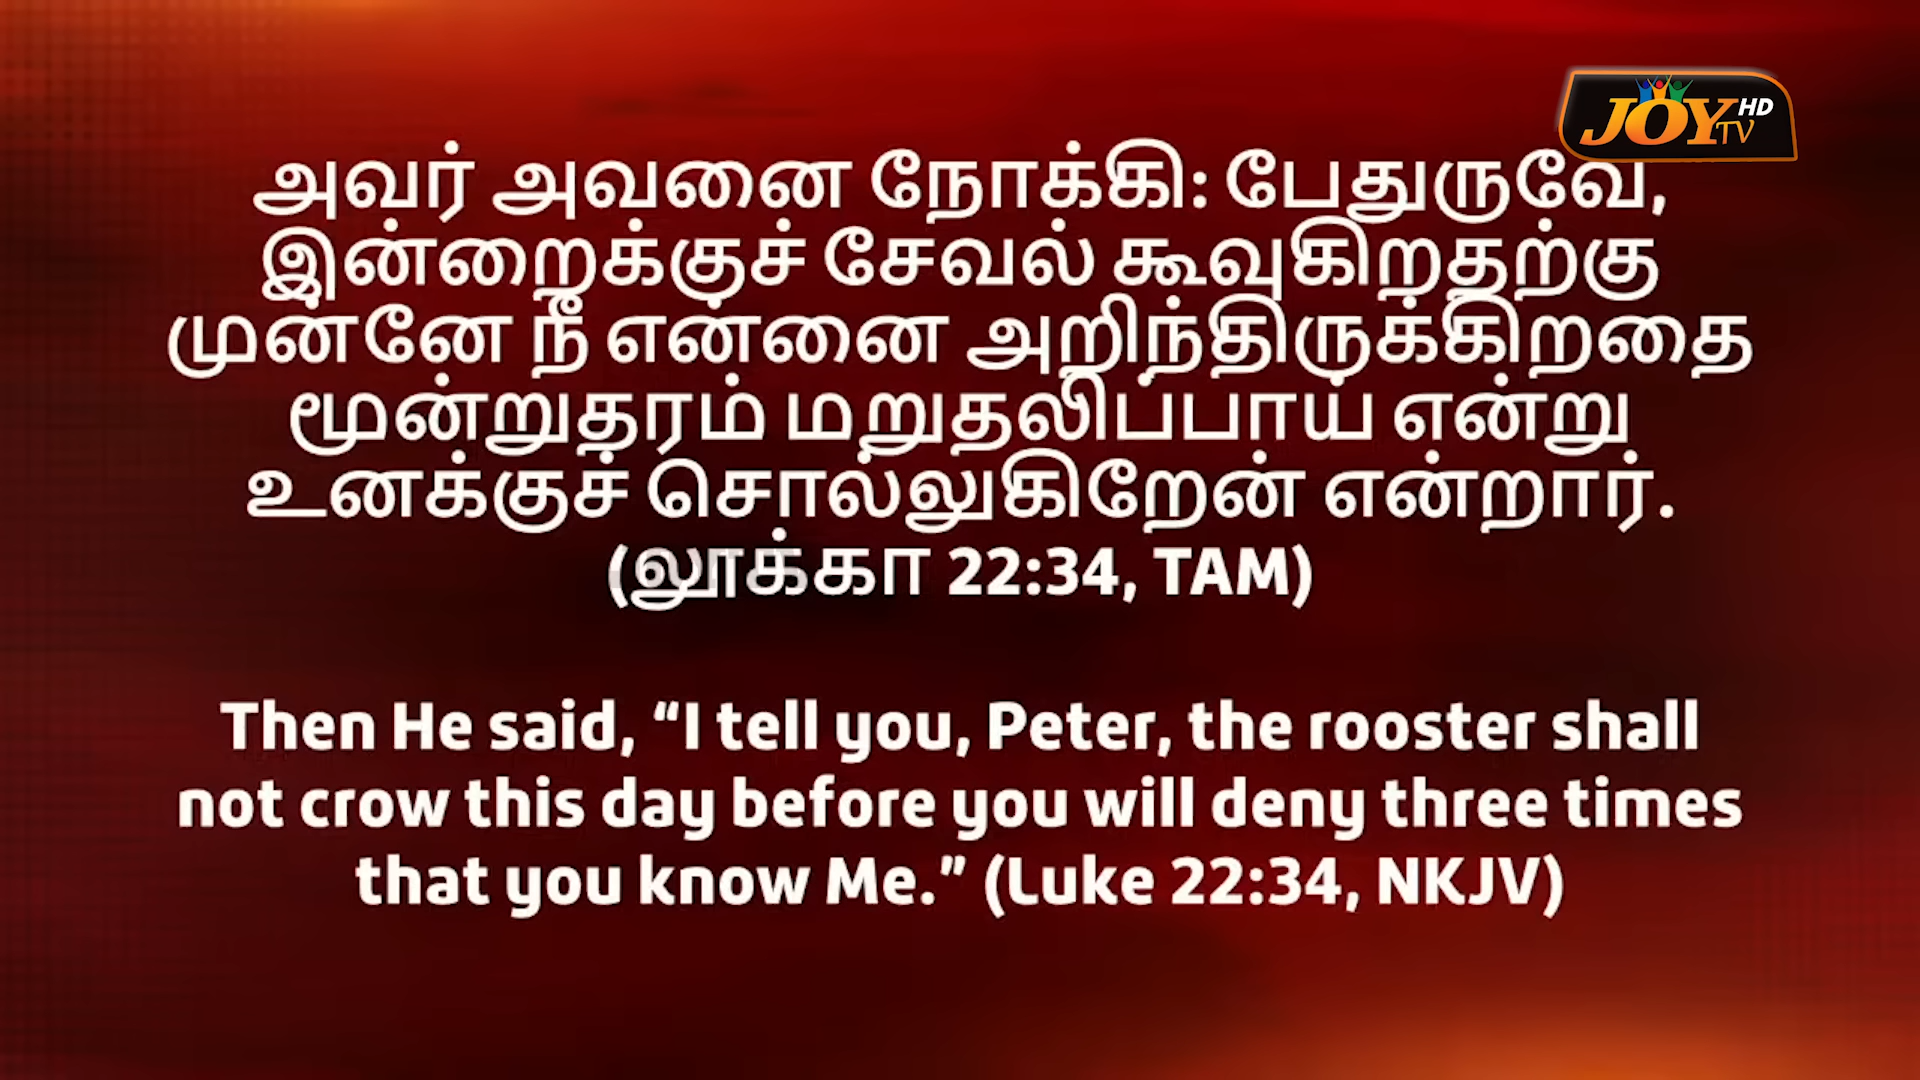 JOY TV HD
அவர் அவனை நோக்கி: பேதுருவே,
இன்றைக்குச் சேவல் கூவுகிறதற்கு
முன்னே நீ என்னை அறிந்திருக்கிறதை
மூன்றுதரம் மறுதலிப்பாய் என்று
உனக்குச் சொல்லுகிறேன் என்றார்.
(லூக்கா 22:34, TAM)
Then He said, “I tell you, Peter, the rooster shall
not crow this day before you will deny three times
that you know Me.” (Luke 22:34, NKJV)